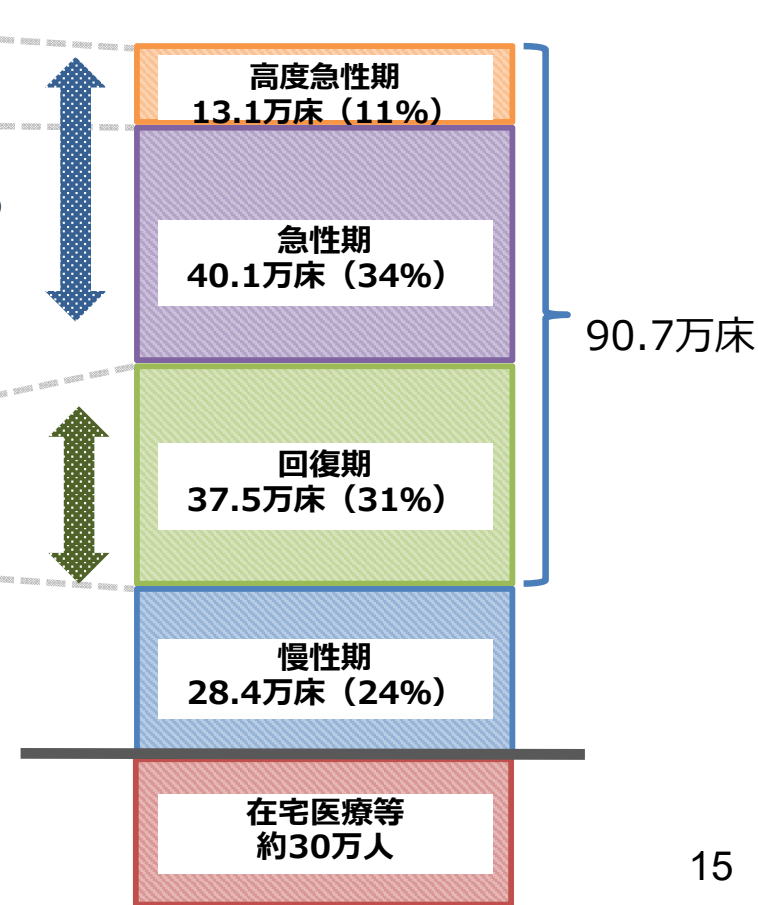 高度急性期
13.1万床（11%）
急性期
40.1万床（34%）
90.7万床
回復期
37.5万床（31%）
慢性期
28.4万床（24%）
在宅医療等
約30万人
15